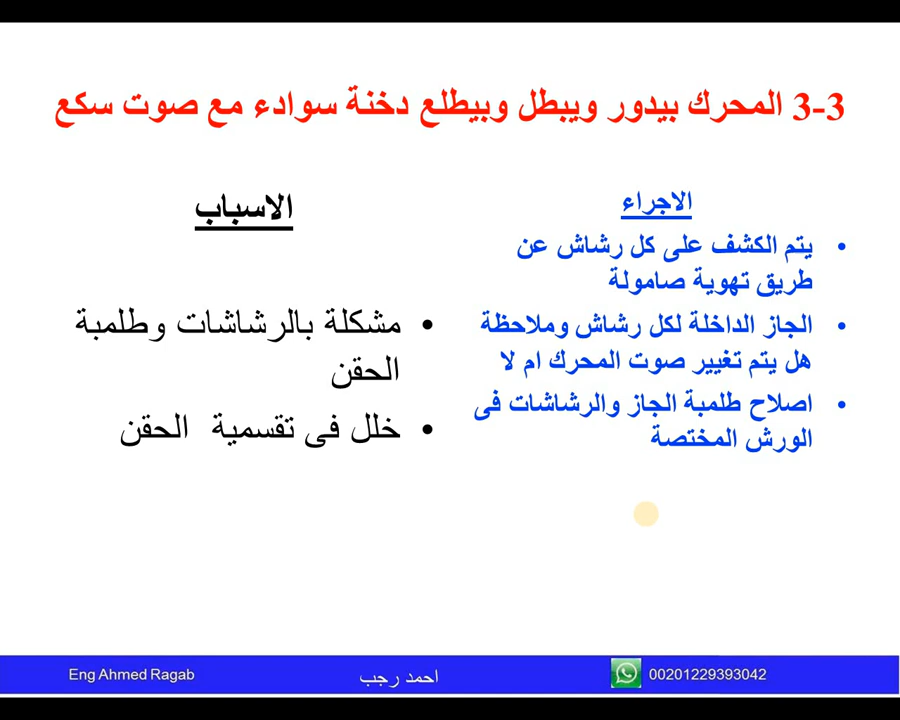 3-3 المحرك بيدور ويبطل وبيطلع دخنة سوادء مع صوت سكع
الاجراء
• يتم الكشف على كل رشاش عن
طريق تهوية صامولة
• الجاز الداخلة لكل رشاش وملاحظة
هل يتم تغيير صوت المحرك ام لا
• اصلاح طلمبة الجاز والرشاشات فى
الورش المختصة
الاسباب
• مشكلة بالرشاشات وطلمبة
الحقن
• خلل فى تقسمية الحقن
Eng Ahmed Ragab
احمد رجب
00201229393042